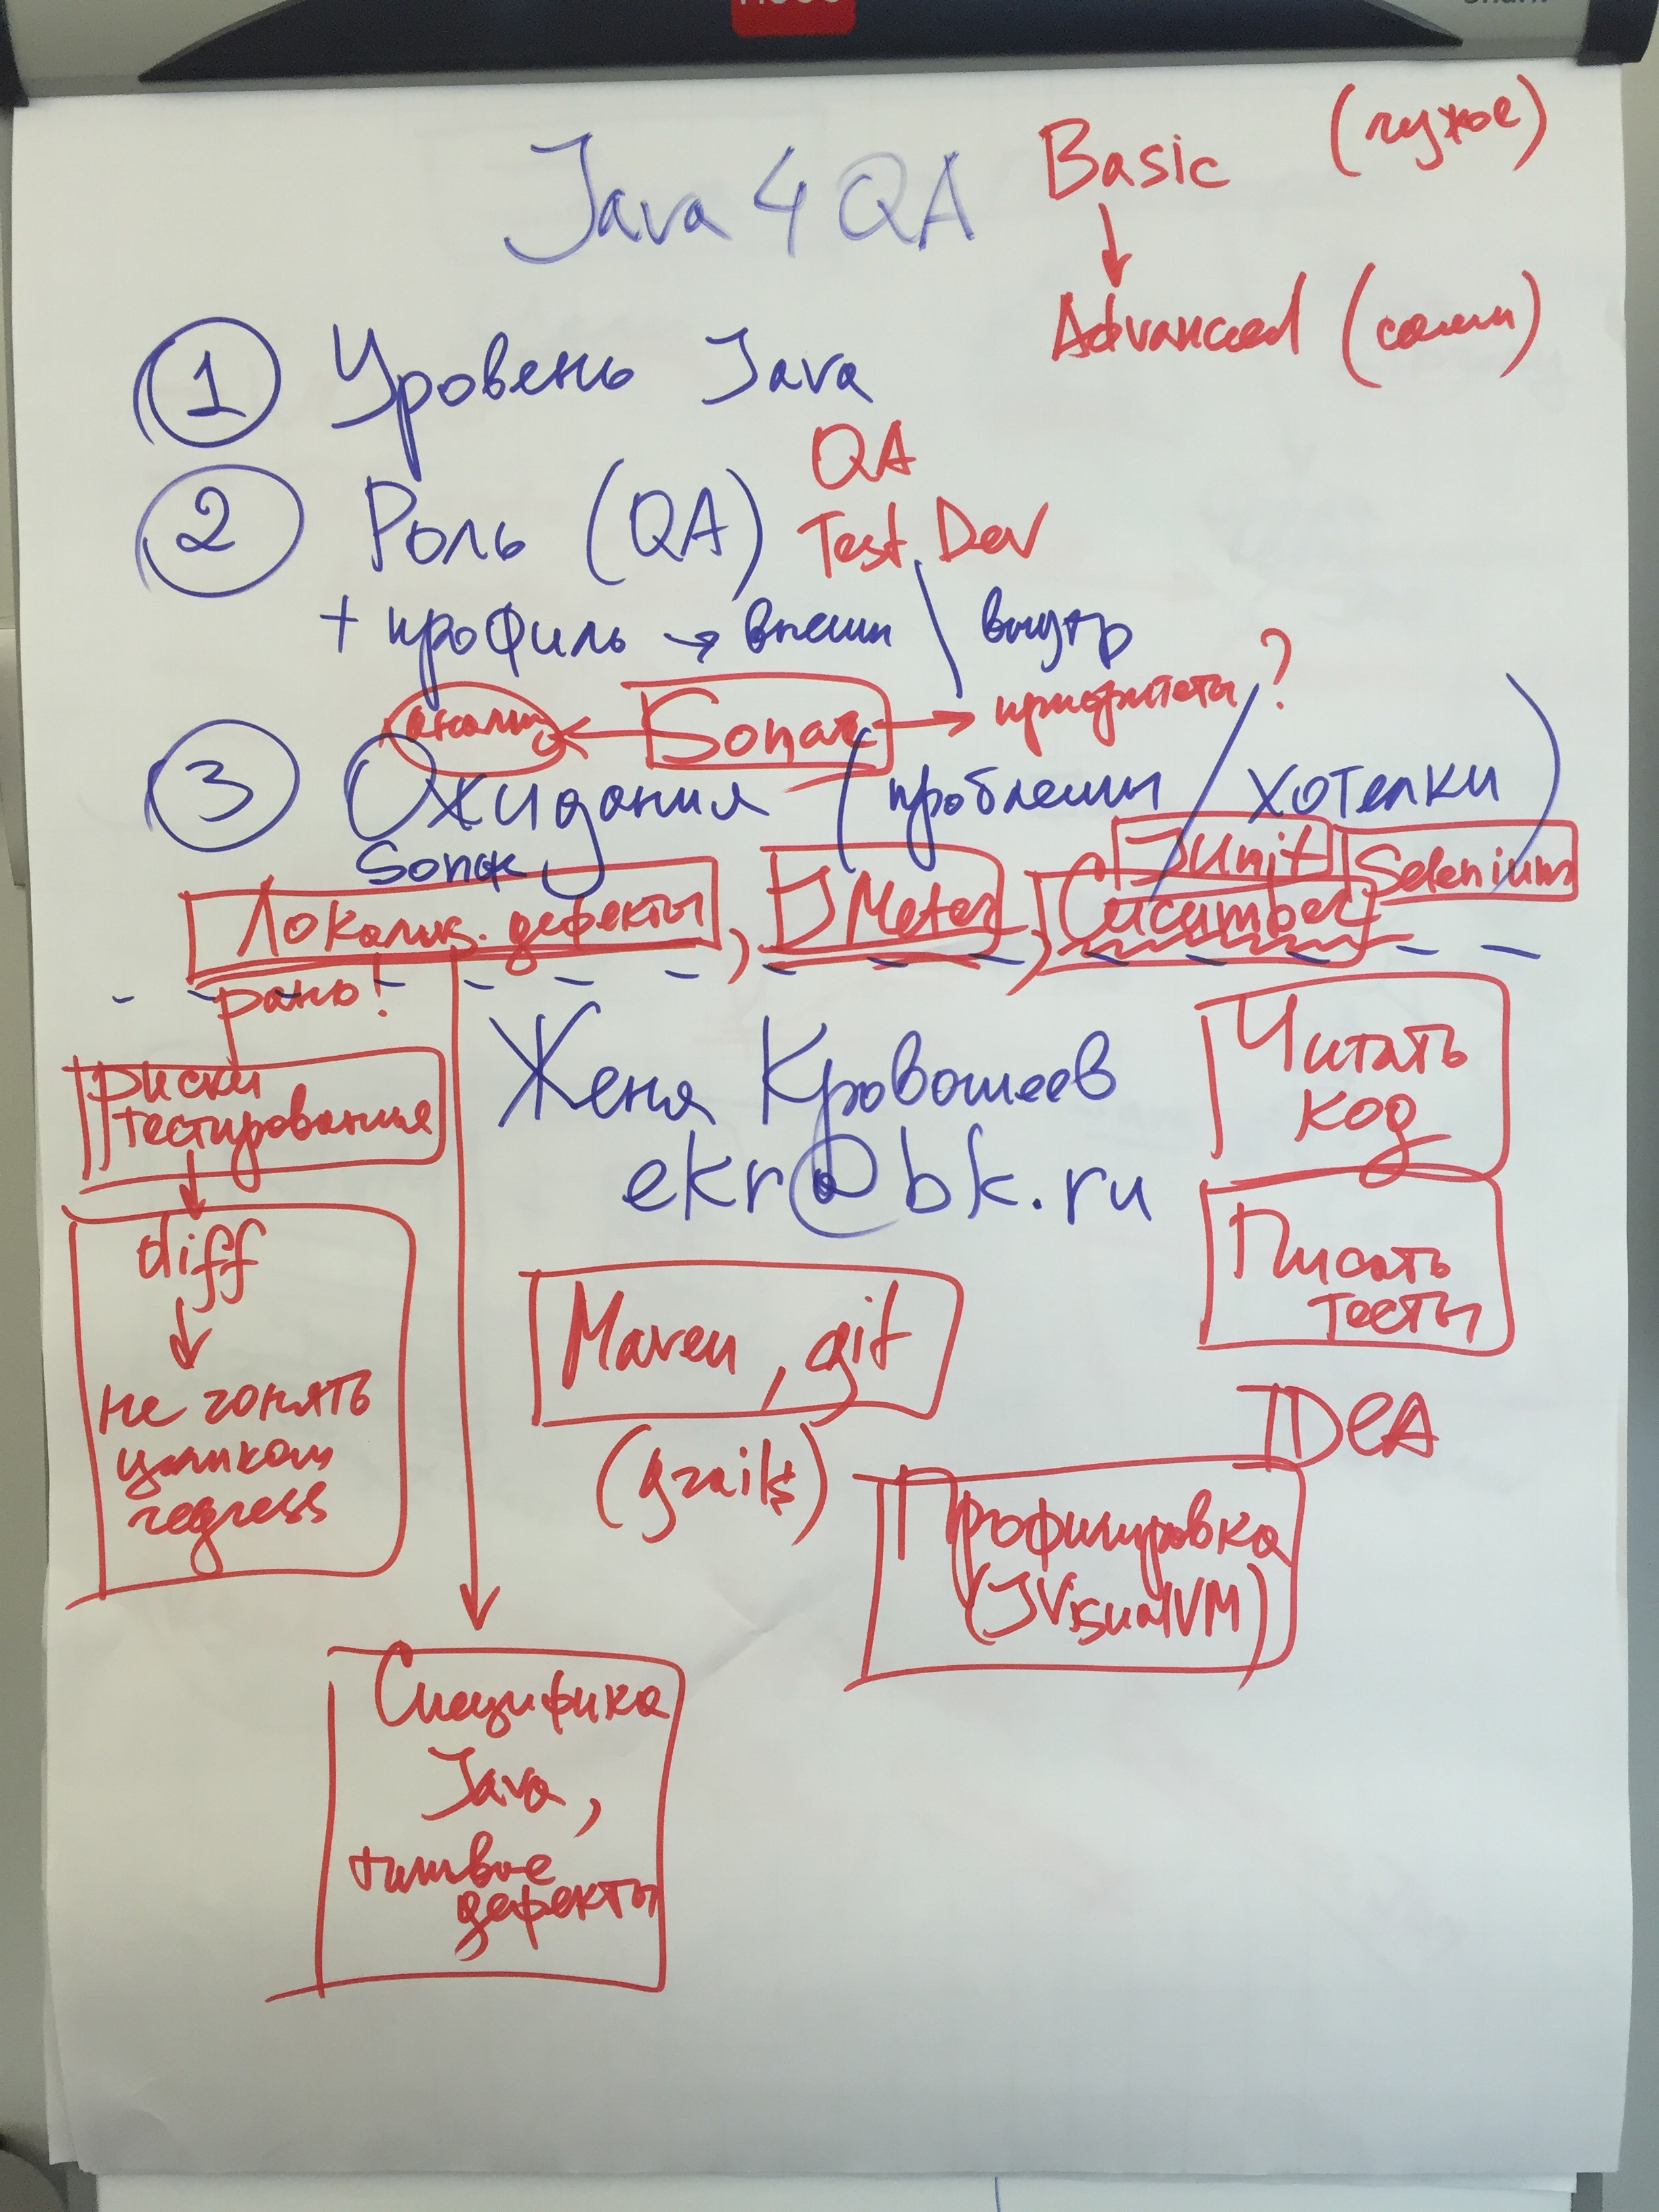 Java 4 QA
Basic (чужое)
Advanced (сами)
1 Уровень Java
2 Роль (QA)
QA
Test Dev
+ профиль → внешн \ внутр
анализ ← Sonar → приоритеты ?
3 Ожидания (проблемы / хотелки)
Sonar
Локализ. дефекты , JMeter , Cucumber
JUnit
Selenium
рано!
риски
тестирования
diff
не гонять
целиком
regress
Женя Кровошеев
ekr@bk.ru
Читать
код
Писать
тесты
Maven, git
(grails)
IDEA
Профилировка
(JVisualVM)
Специфика
Java,
типовые
дефекты